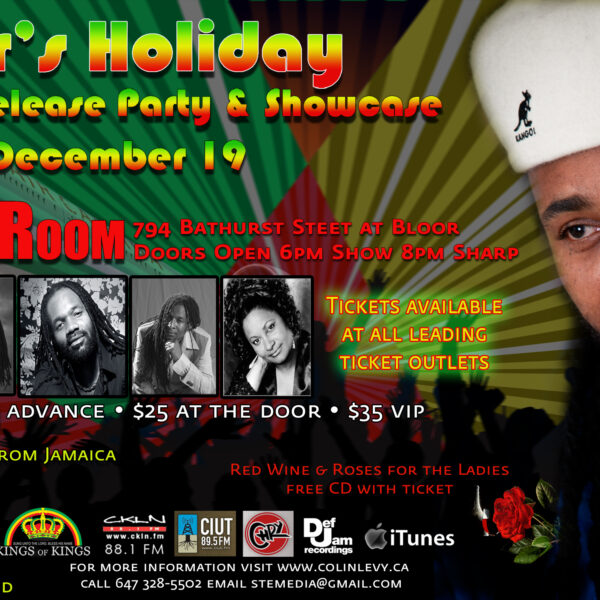 r's Holiday
elease Party & Showcase
December 19
KANGOL
Room
794 Bathurst Steet at Bloor
Doors Open 6pm Show 8pm Sharp
Tickets available
at all leading
ticket outlets
advance • $25 at the door • $35 vip
rom Jamaica
Red Wine & Roses for the Ladies
free CD with ticket
KINGS OF KINGS
CKLN
88.1 FM
www.ckln.fm
88.1 FM
CIUT
89.5FM
Def
Jam
recordings
iTunes
for more information visit www.colinlevy.ca
call 647 328-5502 email stemedia@gmail.com
D